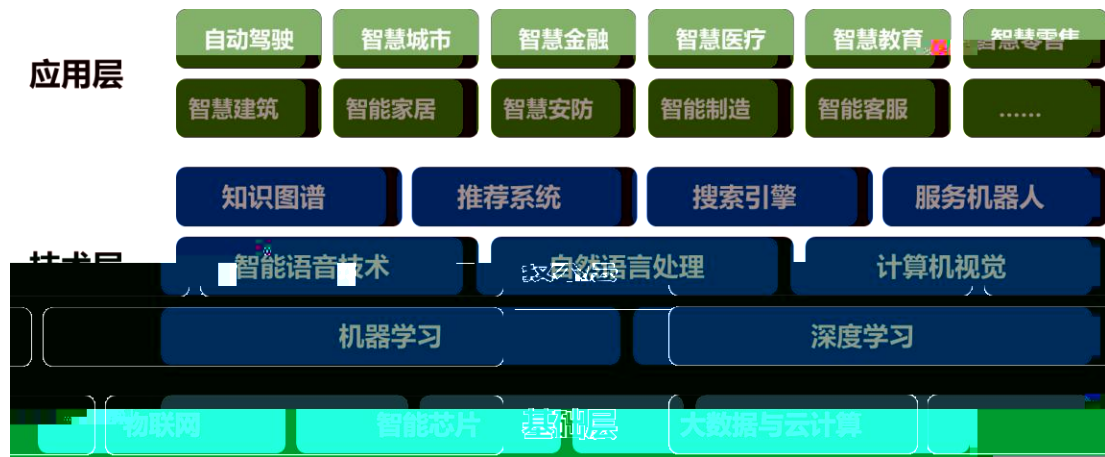 应用层
自动驾驶 智慧城市 智慧金融 智慧医疗 智慧教育 智慧零售
智慧建筑 智能家居 智慧安防 智能制造 智能客服 ……
知识图谱 推荐系统 搜索引擎 服务机器人
技术层
智能语音技术 自然语言处理 计算机视觉
机器学习 深度学习
物联网 智能芯片 基础层 大数据与云计算